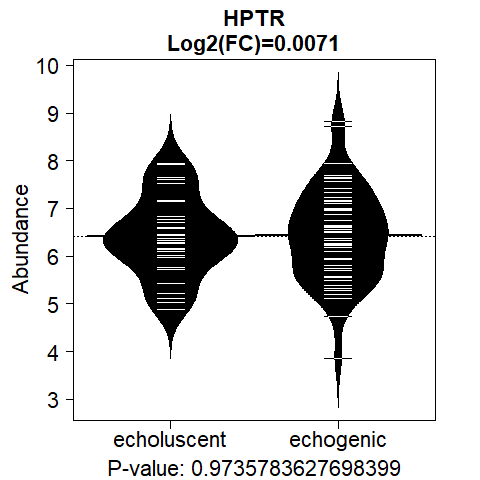 HPTR
Log2(FC)=0.0071
10
9
8
7
6
5
4
3
Abundance
echoluscent echogenic
P-value: 0.9735783627698399